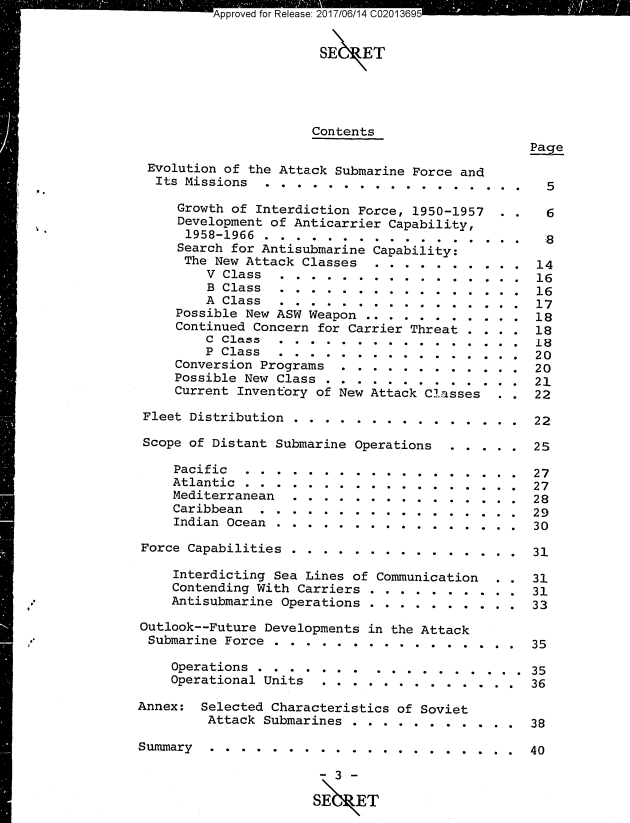 Approved for Release: 2017/06/14 C02013695
SECRET
Contents
Page
Evolution of the Attack Submarine Force and
Its Missions . . . . . . . . . . . . . . . . . 5
Growth of Interdiction Force, 1950-1957 . . 6
Development of Anticarrier Capability,
1958-1966 . . . . . . . . . . . . . . . . . 8
Search for Antisubmarine Capability:
The New Attack Classes . . . . . . . . . . 14
V Class . . . . . . . . . . . . . . . . 16
B Class . . . . . . . . . . . . . . . . 16
A Class . . . . . . . . . . . . . . . . 17
Possible New ASW Weapon . . . . . . . . . . . 18
Continued Concern for Carrier Threat . . . . 18
C Class . . . . . . . . . . . . . . . . 18
P Class . . . . . . . . . . . . . . . . 20
Conversion Programs . . . . . . . . . . . . 20
Possible New Class . . . . . . . . . . . . . 21
Current Inventory of New Attack Classes . . 22
Fleet Distribution . . . . . . . . . . . . . . . 22
Scope of Distant Submarine Operations . . . . . 25
Pacific . . . . . . . . . . . . . . . . . . 27
Atlantic . . . . . . . . . . . . . . . . . . 27
Mediterranean . . . . . . . . . . . . . . . 28
Caribbean . . . . . . . . . . . . . . . . . 29
Indian Ocean . . . . . . . . . . . . . . . . 30
Force Capabilities . . . . . . . . . . . . . . . 31
Interdicting Sea Lines of Communication . . 31
Contending With Carriers . . . . . . . . . . 31
Antisubmarine Operations . . . . . . . . . . 33
Outlook--Future Developments in the Attack
Submarine Force . . . . . . . . . . . . . . . . 35
Operations . . . . . . . . . . . . . . . . . 35
Operational Units . . . . . . . . . . . . . 36
Annex: Selected Characteristics of Soviet
Attack Submarines . . . . . . . . . . . 38
Summary . . . . . . . . . . . . . . . . . . . . 40
- 3 -
SECRET